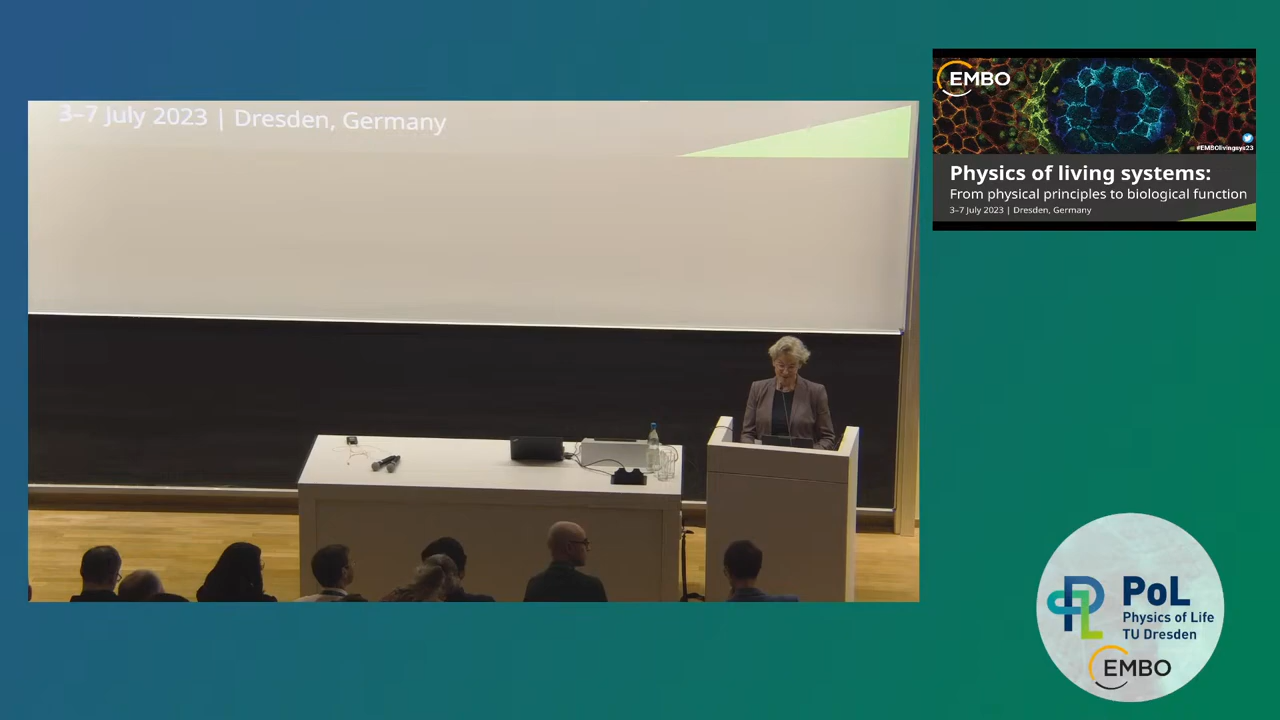 3–7 July 2023 | Dresden, Germany
EMBO
#EMBOlivingsys23
Physics of living systems:
From physical principles to biological function
3–7 July 2023 | Dresden, Germany
PoL
Physics of Life
TU Dresden
EMBO